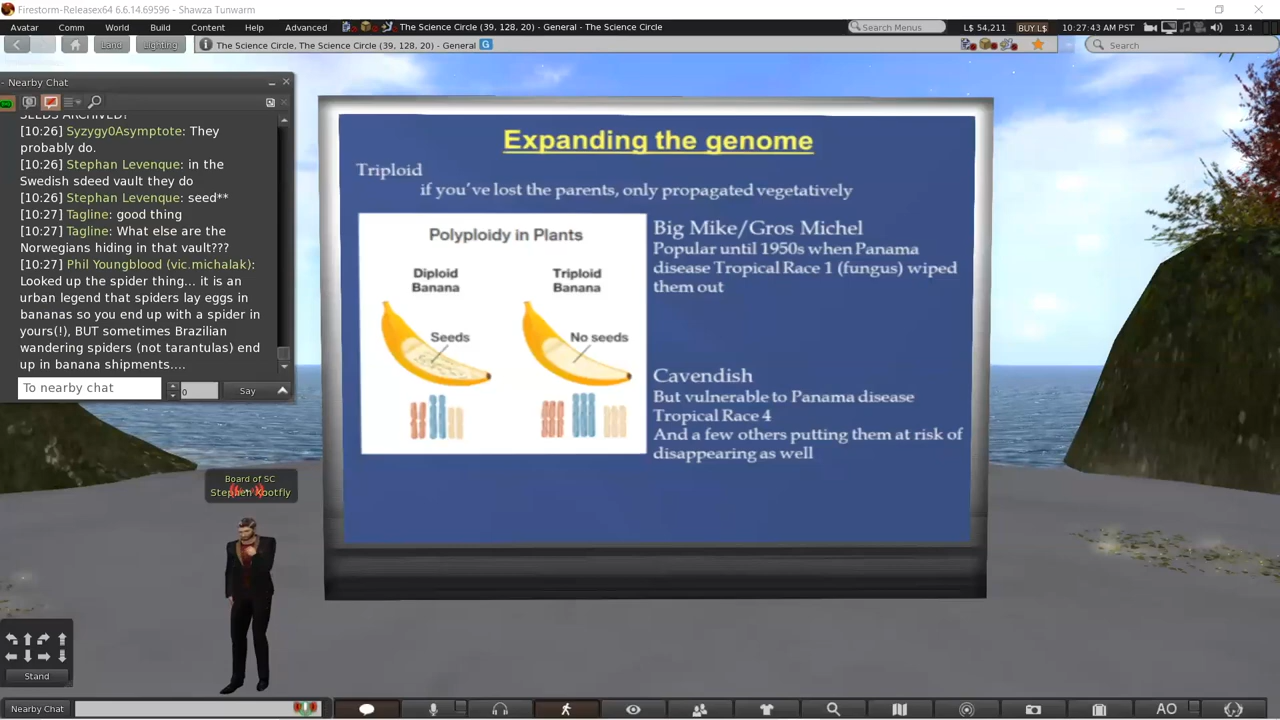 Firestorm-Releasex64 6.6.14.69596 - Shawza Tunwarm
Avatar Comm World Build Content Help Advanced The Science Circle (39, 128, 20) - General - The Science Circle Search Menus L$ 54,211 BUY L$ 10:27:43 AM PST 13.4
Land Lighting The Science Circle, The Science Circle (39, 128, 20) - General G Search
- Nearby Chat
SEEDS ARCHIVED?
[10:26] Syzygy0Asymptote: They
probably do.
[10:26] Stephan Levenque: in the
Swedish sdeed vault they do
[10:26] Stephan Levenque: seed**
[10:27] Tagline: good thing
[10:27] Tagline: What else are the
Norwegians hiding in that vault???
[10:27] Phil Youngblood (vic.michalak):
Looked up the spider thing... it is an
urban legend that spiders lay eggs in
bananas so you end up with a spider in
yours(!), BUT sometimes Brazilian
wandering spiders (not tarantulas) end
up in banana shipments....
To nearby chat 0 Say
Expanding the genome
Triploid
if you've lost the parents, only propagated vegetatively
Polyploidy in Plants
Diploid
Banana
Triploid
Banana
Seeds
No seeds
Big Mike/Gros Michel
Popular until 1950s when Panama
disease Tropical Race 1 (fungus) wiped
them out
Cavendish
But vulnerable to Panama disease
Tropical Race 4
And a few others putting them at risk of
disappearing as well
Board of SC
Stephen Xootfly
Stand
Nearby Chat AO